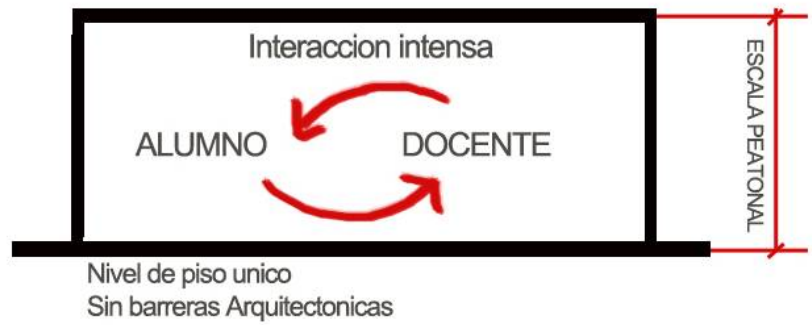 Interaccion intensa
ALUMNO
DOCENTE
ESCALA PEATONAL
Nivel de piso unico
Sin barreras Arquitectonicas